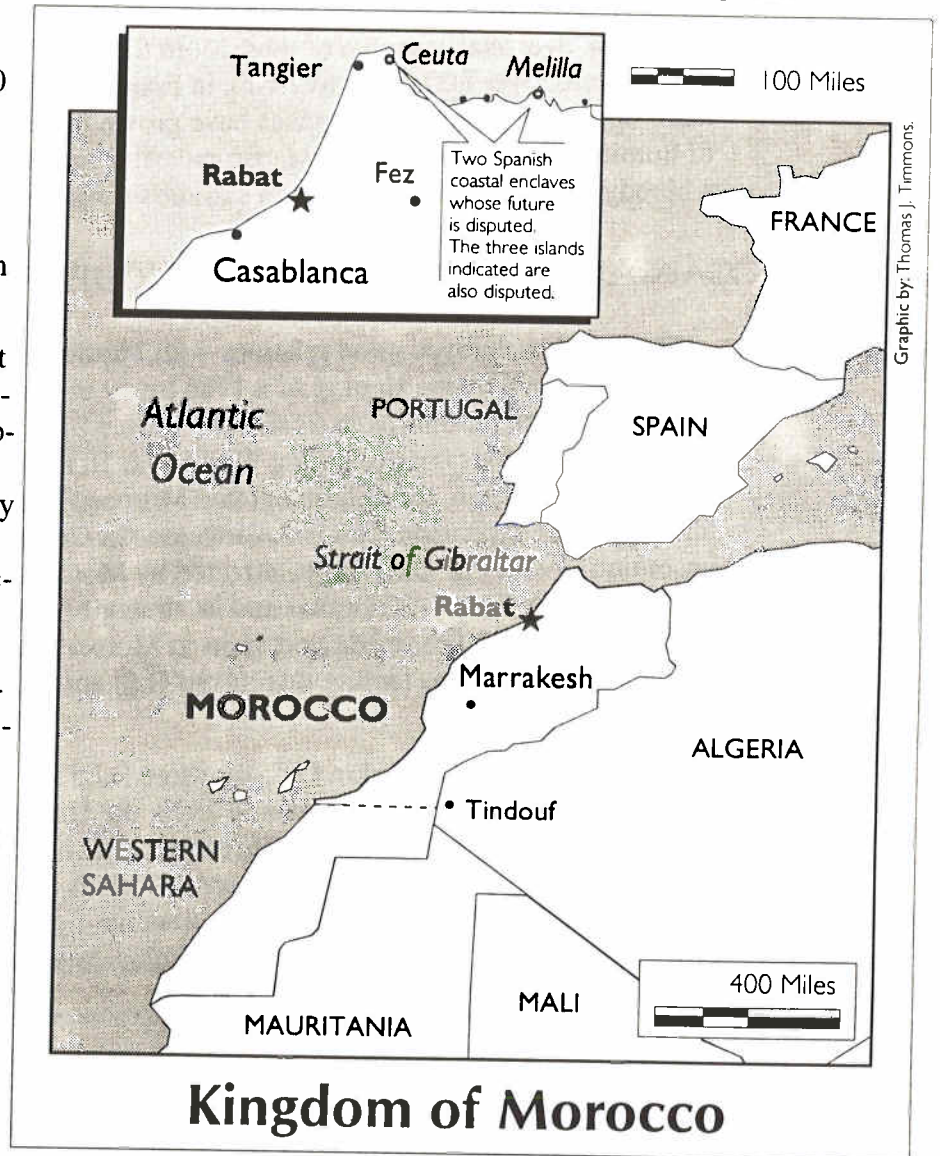 Tangier
Ceuta
Melilla
100 Miles
Rabat
Fez
Casablanca
Two Spanish
coastal enclaves
whose future
is disputed.
The three islands
indicated are
also disputed.
FRANCE
Graphic by: Thomas J. Timmons.
Atlantic
Ocean
PORTUGAL
SPAIN
Strait of Gibraltar
Rabat
Marrakesh
MOROCCO
ALGERIA
Tindouf
WESTERN
SAHARA
400 Miles
MALI
MAURITANIA
Kingdom of Morocco